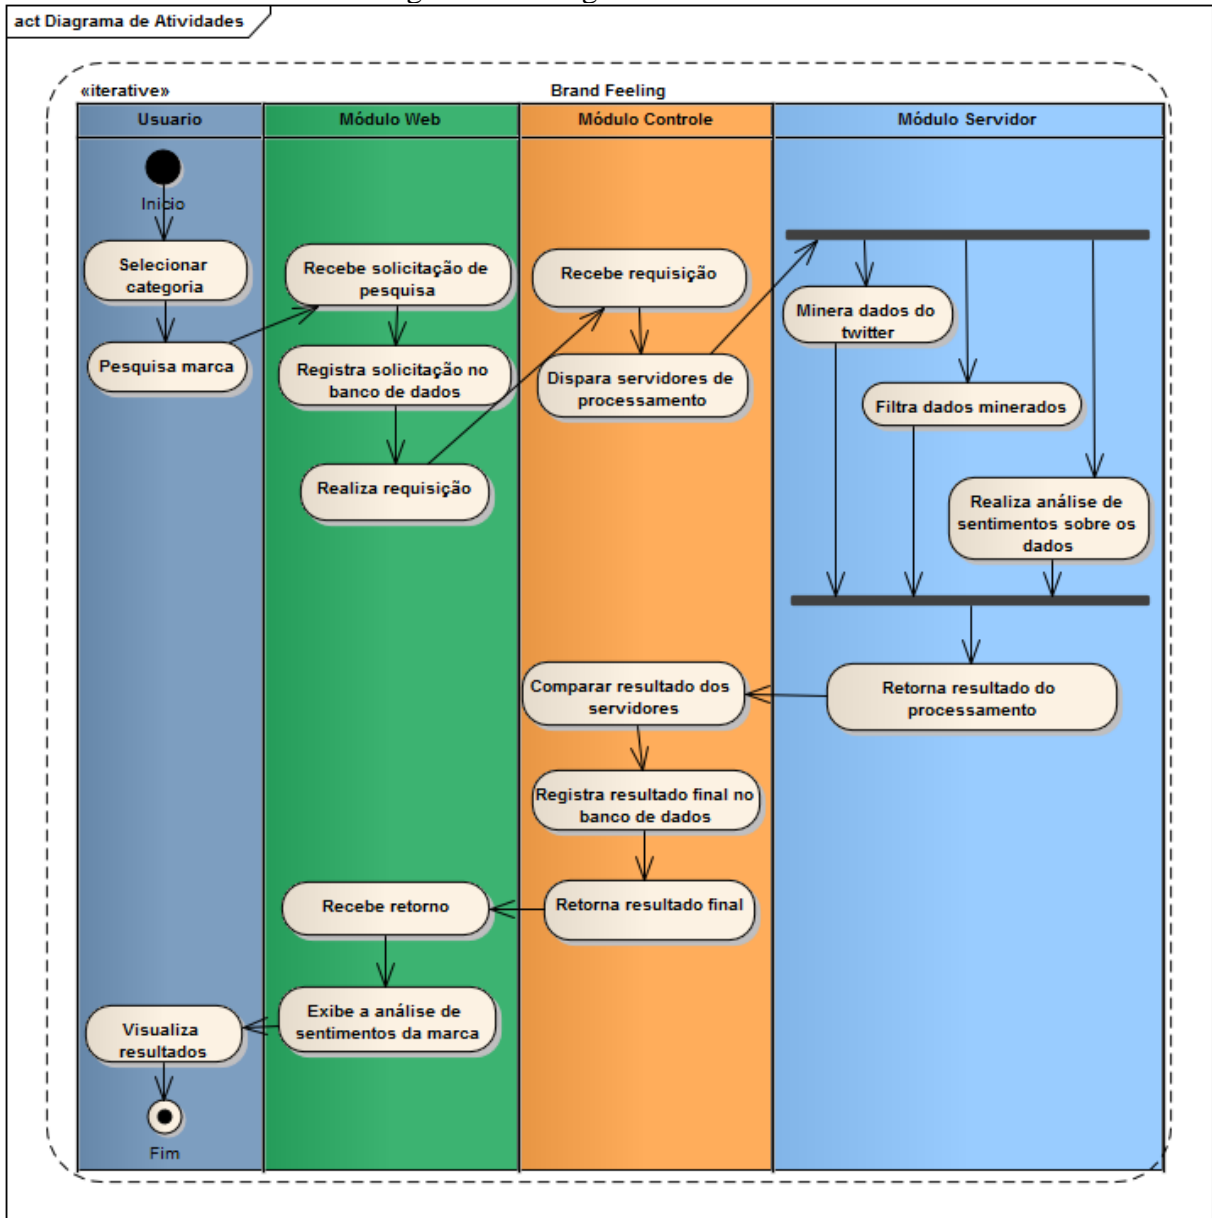 act Diagrama de Atividades
«iterative»
Brand Feeling
Usuario
Módulo Web
Módulo Controle
Módulo Servidor
Inicio
Selecionar
categoria
Pesquisa marca
Recebe solicitação de
pesquisa
Registra solicitação no
banco de dados
Realiza requisição
Recebe requisição
Dispara servidores de
processamento
Minera dados do
twitter
Filtra dados minerados
Realiza análise de
sentimentos sobre os
dados
Retorna resultado do
processamento
Comparar resultado dos
servidores
Registra resultado final no
banco de dados
Retorna resultado final
Recebe retorno
Exibe a análise de
sentimentos da marca
Visualiza
resultados
Fim